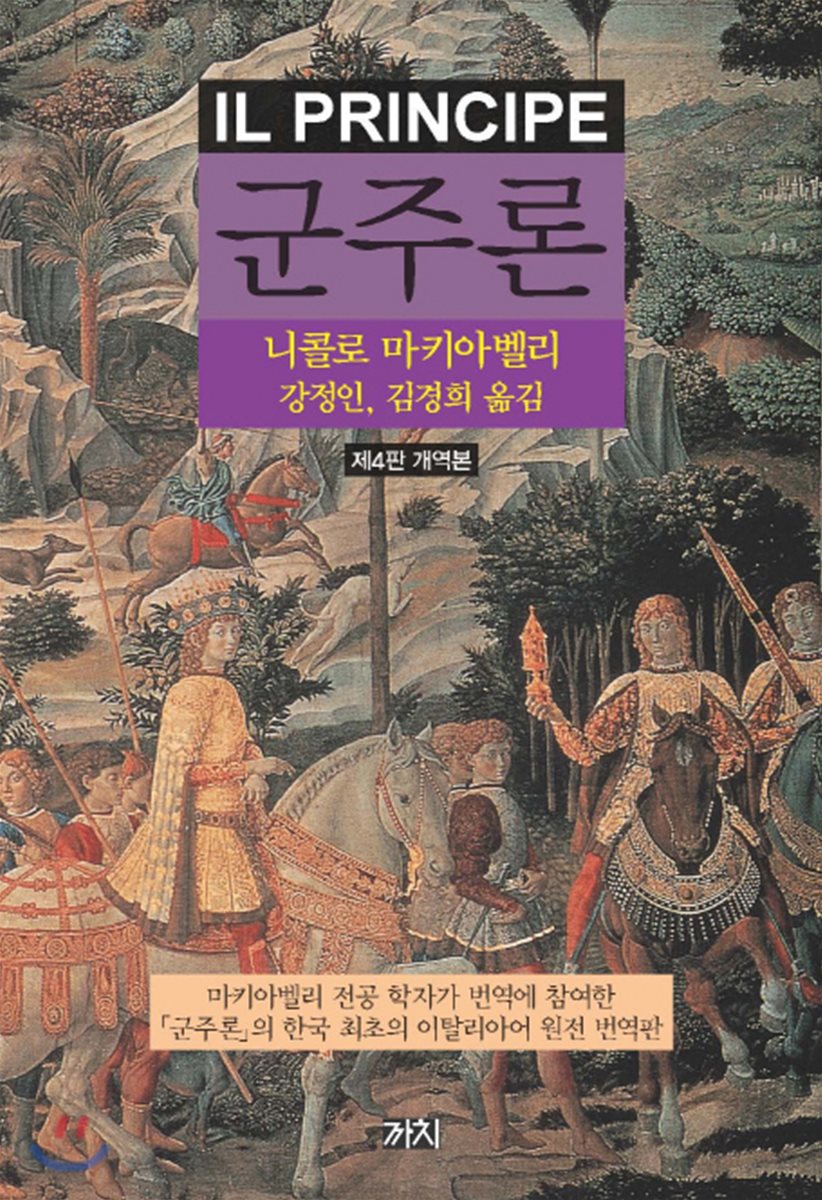 IL PRINCIPE
군주론
니콜로 마키아벨리
강정인, 김경희 옮김
제4판 개역본
마키아벨리 전공 학자가 번역에 참여한
「군주론」의 한국 최초의 이탈리아어 원전 번역판
까치